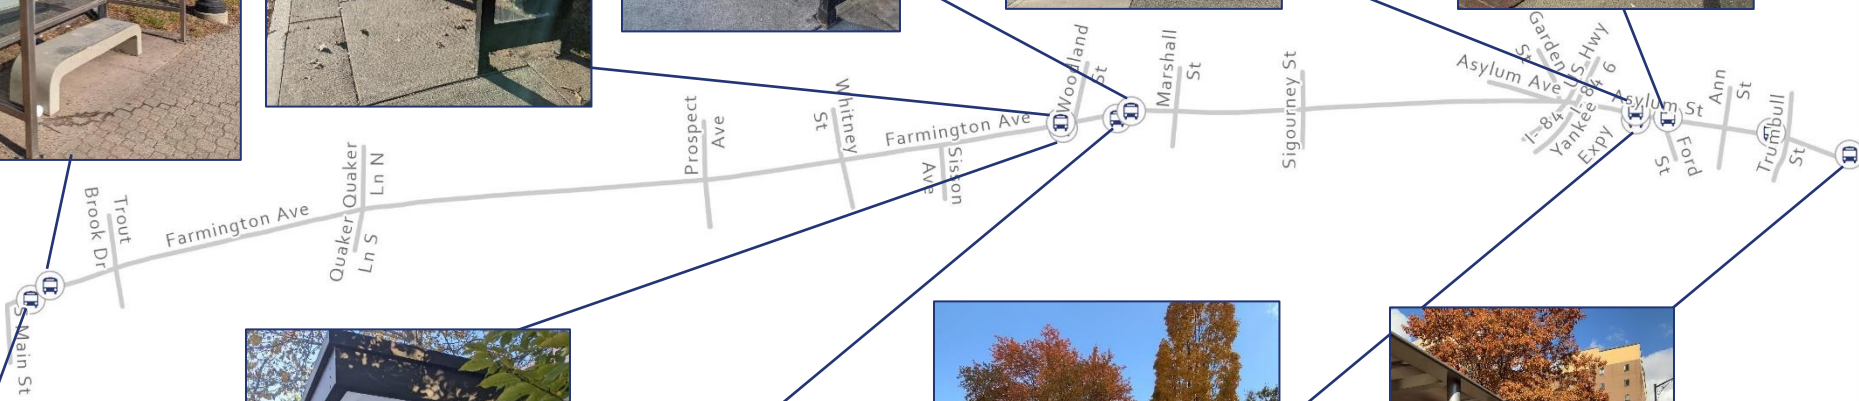 S Main St
Trout
Brook Dr
Farmington Ave
Quaker
Ln N
Quaker
Ln S
Prospect
Ave
Whitney
St
Farmington Ave
Sisson
Ave
Woodland
St
Marshall
St
Sigourney St
Asylum Ave
Garden
St
US Hwy
6
I-84
I-84
Yankee
Expy
Asylum St
Ford
St
Ann
St
Trumbull
St